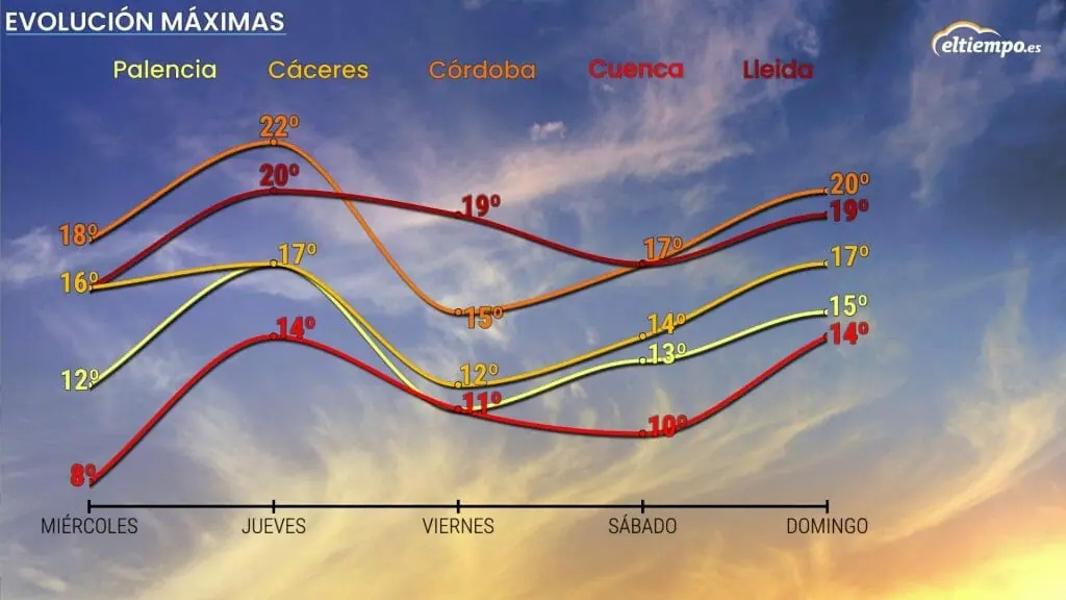 EVOLUCIÓN MÁXIMAS
eltiempo.es
Palencia Cáceres Córdoba Cuenca Lleida
22º
20º
20º
19º
19º
18º
17º
17º
17º
16º
15º
15º
14º
14º
14º
13º
12º
12º
11º
10º
8º
MIÉRCOLES JUEVES VIERNES SÁBADO DOMINGO